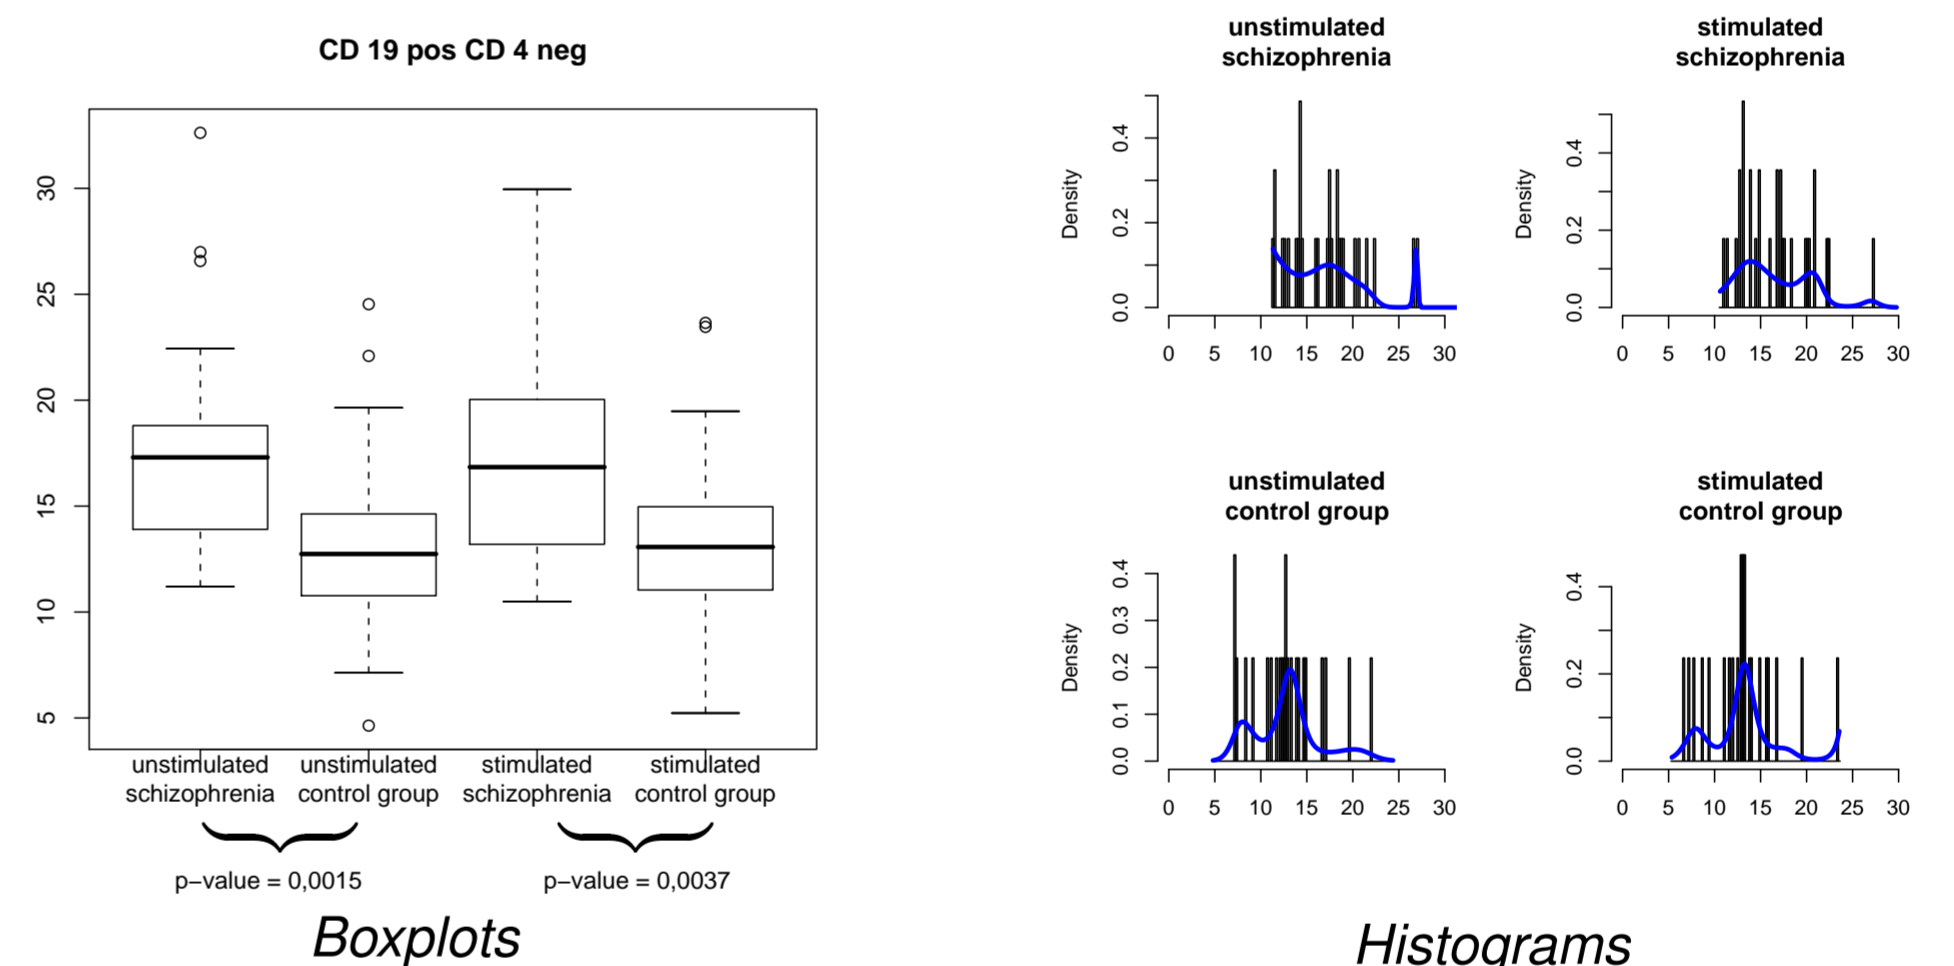 CD 19 pos CD 4 neg
30
25
20
15
10
5
unstimulated schizophrenia
unstimulated control group
stimulated schizophrenia
stimulated control group
p−value = 0,0015
p−value = 0,0037
Boxplots
unstimulated
schizophrenia
Density
0.0 0.2 0.4
0 5 10 15 20 25 30
stimulated
schizophrenia
Density
0.0 0.2 0.4
0 5 10 15 20 25 30
unstimulated
control group
Density
0.0 0.1 0.2 0.3 0.4
0 5 10 15 20 25 30
stimulated
control group
Density
0.0 0.2 0.4
0 5 10 15 20 25 30
Histograms